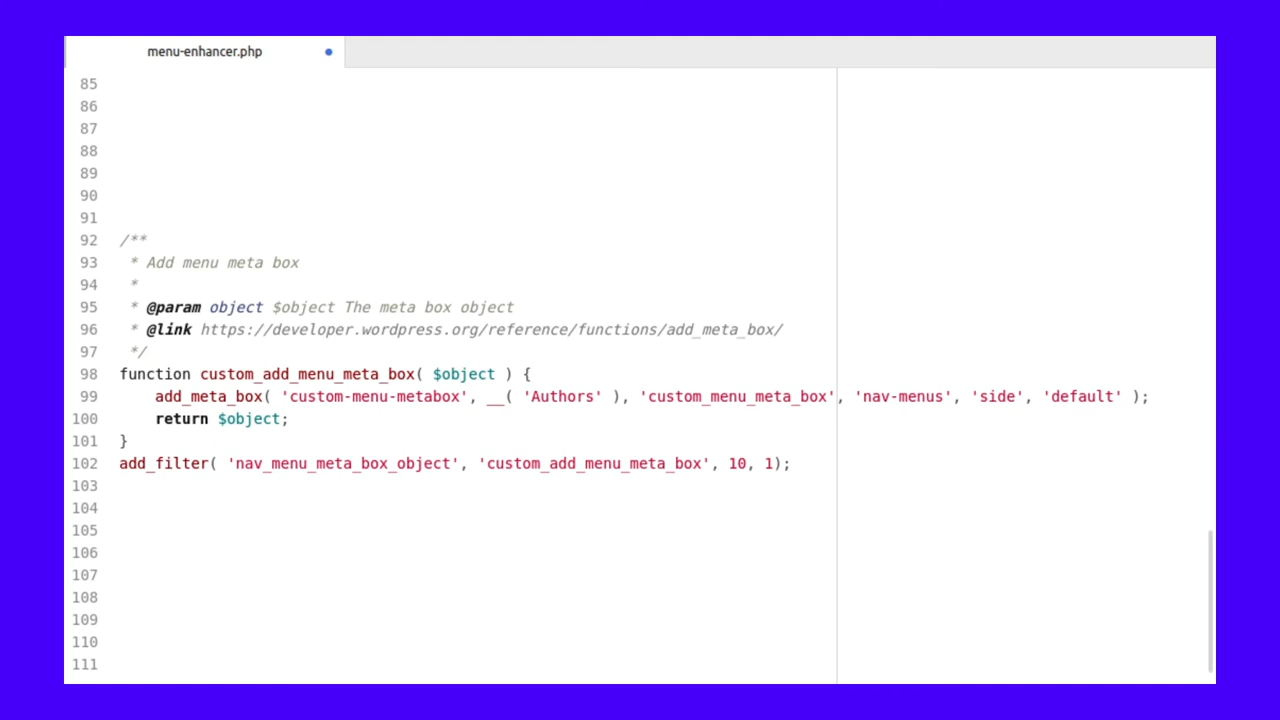 menu-enhancer.php
85
86
87
88
89
90
91
92 /**
93  * Add menu meta box
94  *
95  * @param object $object The meta box object
96  * @link https://developer.wordpress.org/reference/functions/add_meta_box/
97  */
98 function custom_add_menu_meta_box( $object ) {
99     add_meta_box( 'custom-menu-metabox', __( 'Authors' ), 'custom_menu_meta_box', 'nav-menus', 'side', 'default' );
100     return $object;
101 }
102 add_filter( 'nav_menu_meta_box_object', 'custom_add_menu_meta_box', 10, 1);
103
104
105
106
107
108
109
110
111